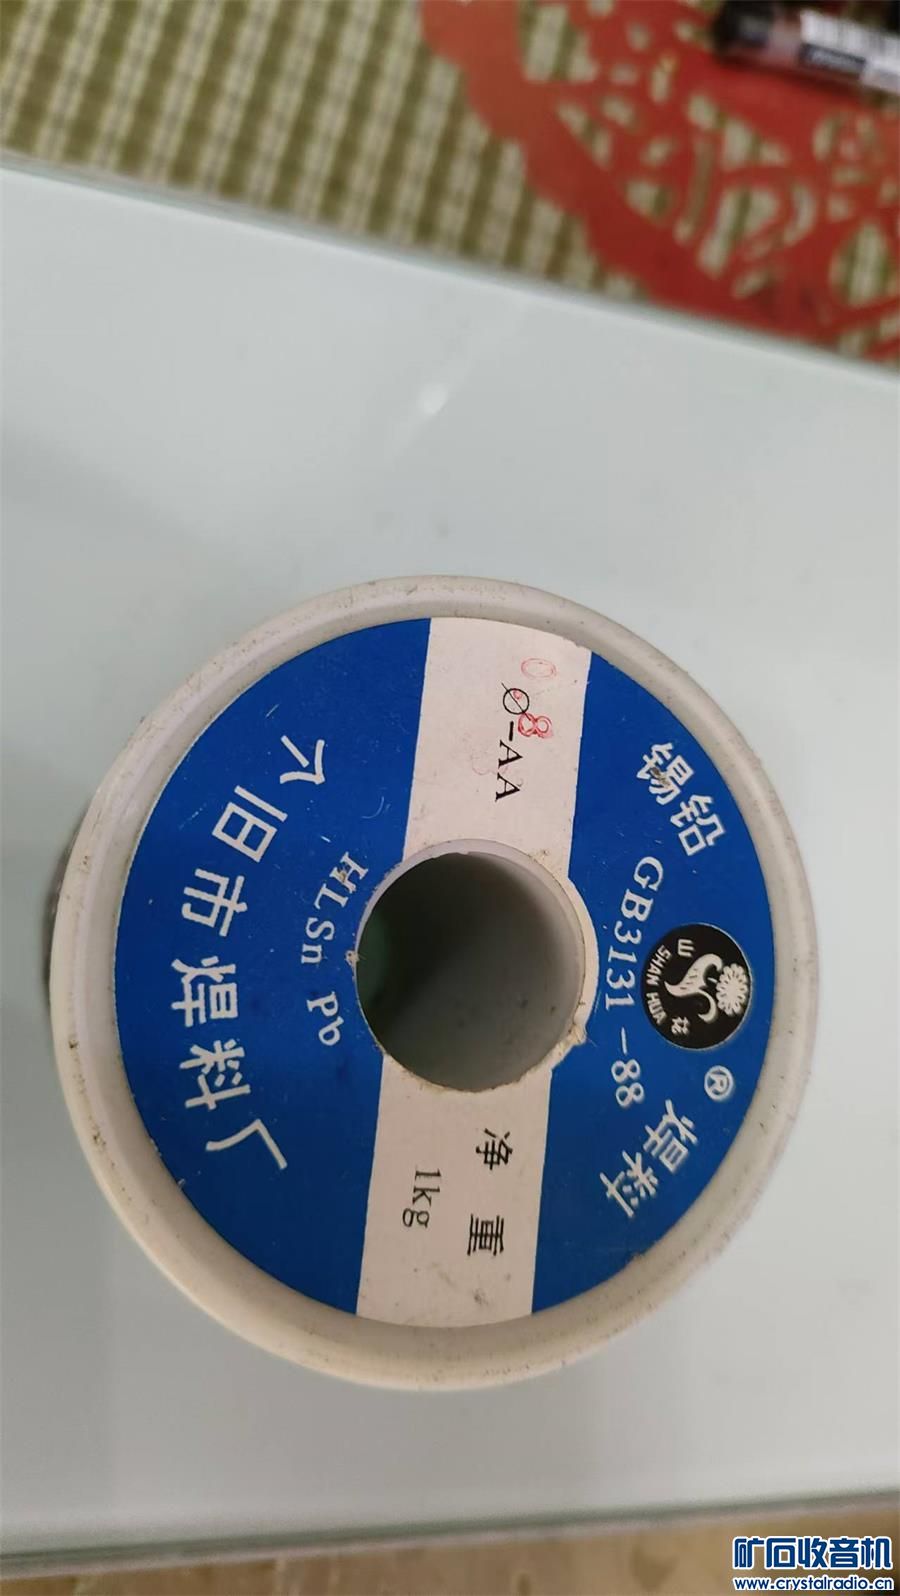 锡铅 焊料
®
山 花
SHAN HUA
GB3131-88
0.8
Ø-AA
净重
1kg
HLSn Pb
个旧市焊料厂
矿石收音机
www.crystalradio.cn